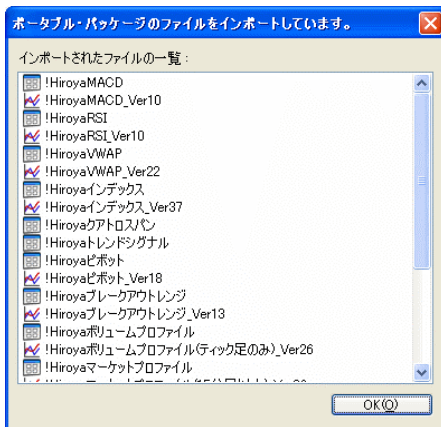 ポータブル・パッケージのファイルをインポートしています。
インポートされたファイルの一覧：
!HiroyaMACD
!HiroyaMACD_Ver10
!HiroyaRSI
!HiroyaRSI_Ver10
!HiroyaVWAP
!HiroyaVWAP_Ver22
!Hiroyaインデックス
!Hiroyaインデックス_Ver37
!Hiroyaクアトロスパン
!Hiroyaトレンドシグナル
!Hiroyaピボット
!Hiroyaピボット_Ver18
!Hiroyaブレークアウトレンジ
!Hiroyaブレークアウトレンジ_Ver13
!Hiroyaボリュームプロファイル
!Hiroyaボリュームプロファイル(ティック足のみ)_Ver26
!Hiroyaマーケットプロファイル
OK(O)